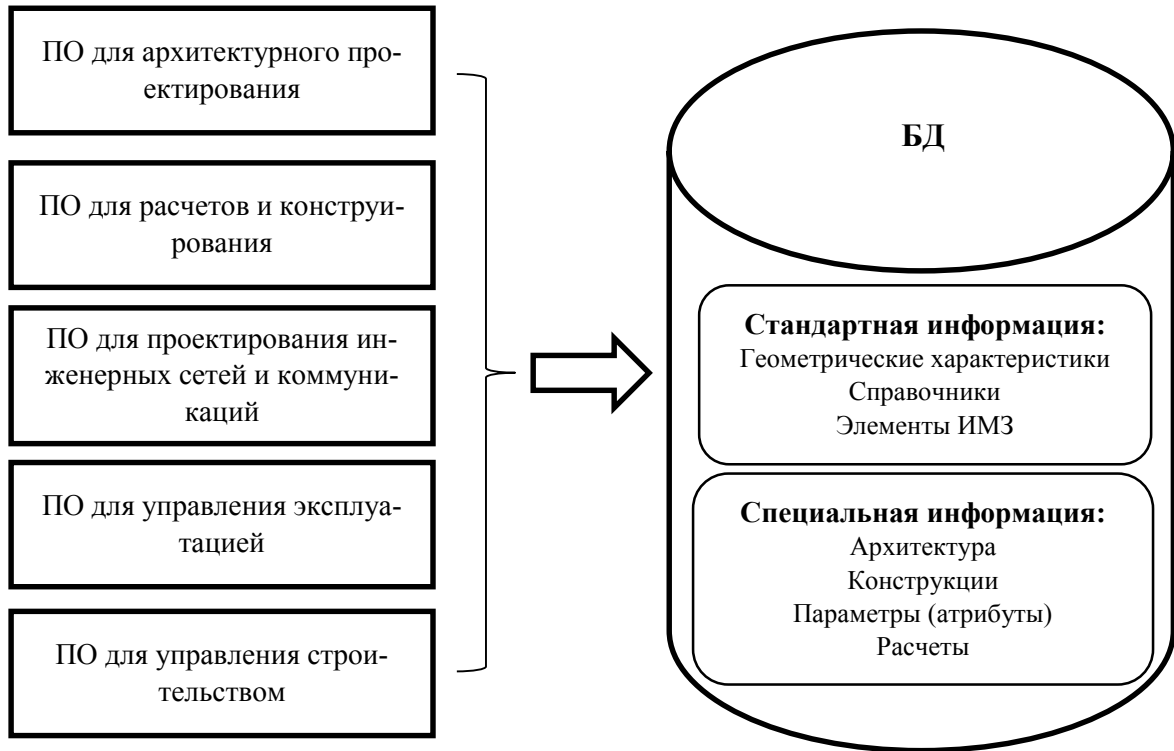 ПО для архитектурного про-
ектирования
ПО для расчетов и конструи-
рования
ПО для проектирования ин-
женерных сетей и коммуни-
каций
ПО для управления эксплуа-
тацией
ПО для управления строи-
тельством
БД
Стандартная информация:
Геометрические характеристики
Справочники
Элементы ИМЗ
Специальная информация:
Архитектура
Конструкции
Параметры (атрибуты)
Расчеты